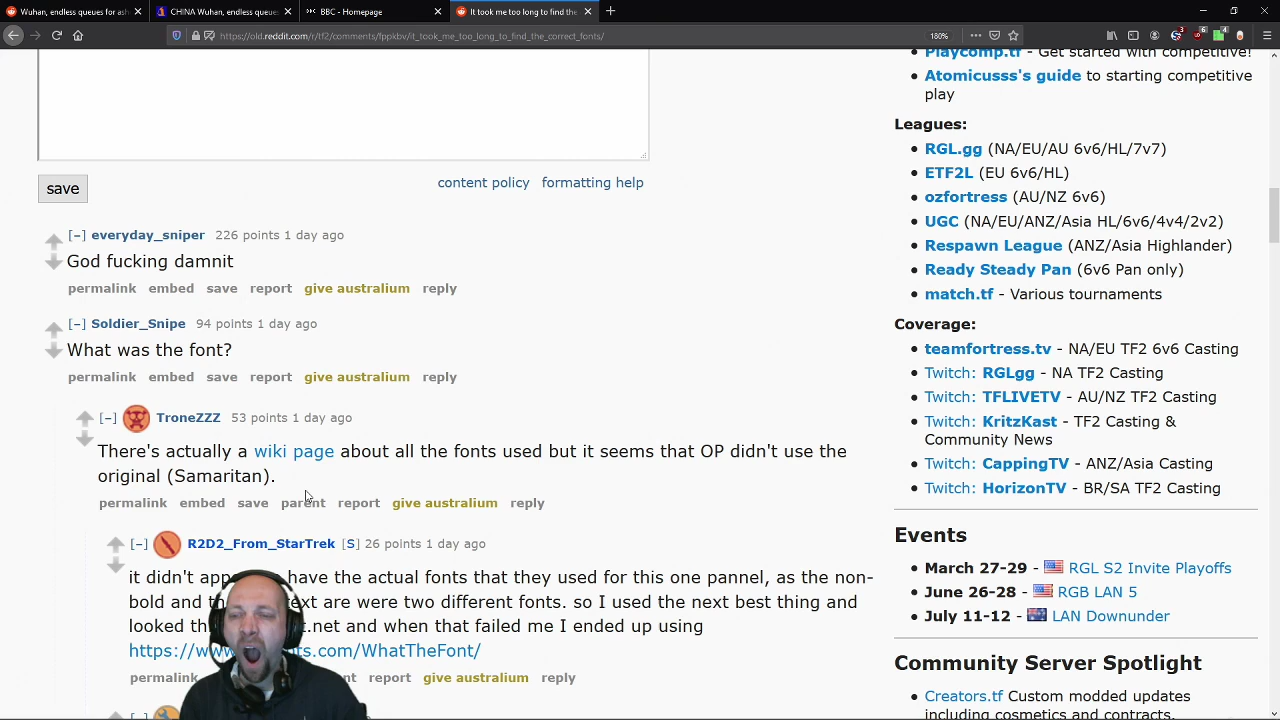 Wuhan, endless queues for ash
CHINA Wuhan, endless queues
BBC - Homepage
It took me too long to find the
https://old.reddit.com/r/tf2/comments/fppkbv/it_took_me_too_long_to_find_the_correct_fonts/
180%
save
content policy
formatting help
[–] everyday_sniper 226 points 1 day ago
God fucking damnit
permalink embed save report give australium reply
[–] Soldier_Snipe 94 points 1 day ago
What was the font?
permalink embed save report give australium reply
[–] TroneZZZ 53 points 1 day ago
There's actually a wiki page about all the fonts used but it seems that OP didn't use the
original (Samaritan).
permalink embed save parent report give australium reply
[–] R2D2_From_StarTrek [S] 26 points 1 day ago
it didn't have the actual fonts that they used for this one pannel, as the non-
bold and are were two different fonts. so I used the next best thing and
looked .net and when that failed me I ended up using
https://www ts.com/WhatTheFont/
report give australium reply
Playcomp.tf - Get started with competitive!
Atomicusss's guide to starting competitive
play
Leagues:
RGL.gg (NA/EU/AU 6v6/HL/7v7)
ETF2L (EU 6v6/HL)
ozfortress (AU/NZ 6v6)
UGC (NA/EU/ANZ/Asia HL/6v6/4v4/2v2)
Respawn League (ANZ/Asia Highlander)
Ready Steady Pan (6v6 Pan only)
match.tf - Various tournaments
Coverage:
teamfortress.tv - NA/EU TF2 6v6 Casting
Twitch: RGLgg - NA TF2 Casting
Twitch: TFLIVETV - AU/NZ TF2 Casting
Twitch: KritzKast - TF2 Casting &
Community News
Twitch: CappingTV - ANZ/Asia Casting
Twitch: HorizonTV - BR/SA TF2 Casting
Events
March 27-29 - RGL S2 Invite Playoffs
June 26-28 - RGB LAN 5
July 11-12 - LAN Downunder
Community Server Spotlight
Creators.tf Custom modded updates
including cosmetics and contracts.